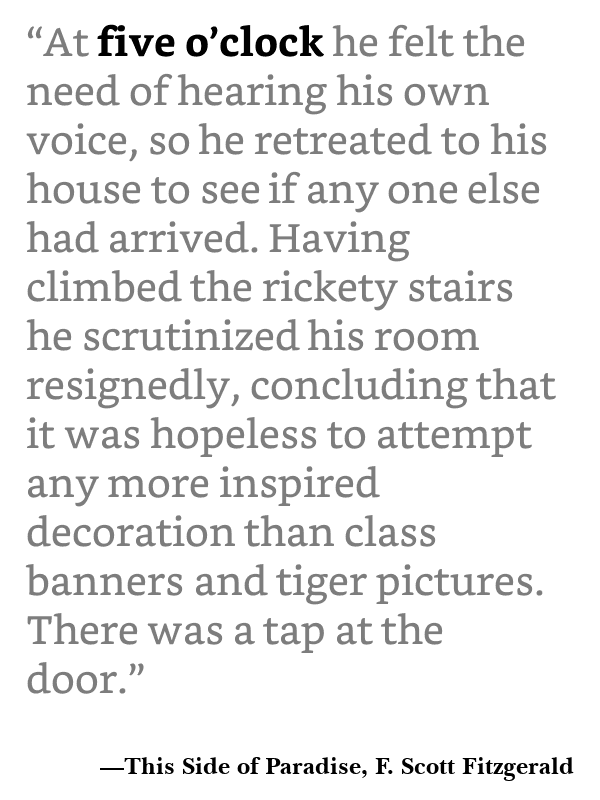 “At five o’clock he felt the
need of hearing his own
voice, so he retreated to his
house to see if any one else
had arrived. Having
climbed the rickety stairs
he scrutinized his room
resignedly, concluding that
it was hopeless to attempt
any more inspired
decoration than class
banners and tiger pictures.
There was a tap at the
door.”
—This Side of Paradise, F. Scott Fitzgerald